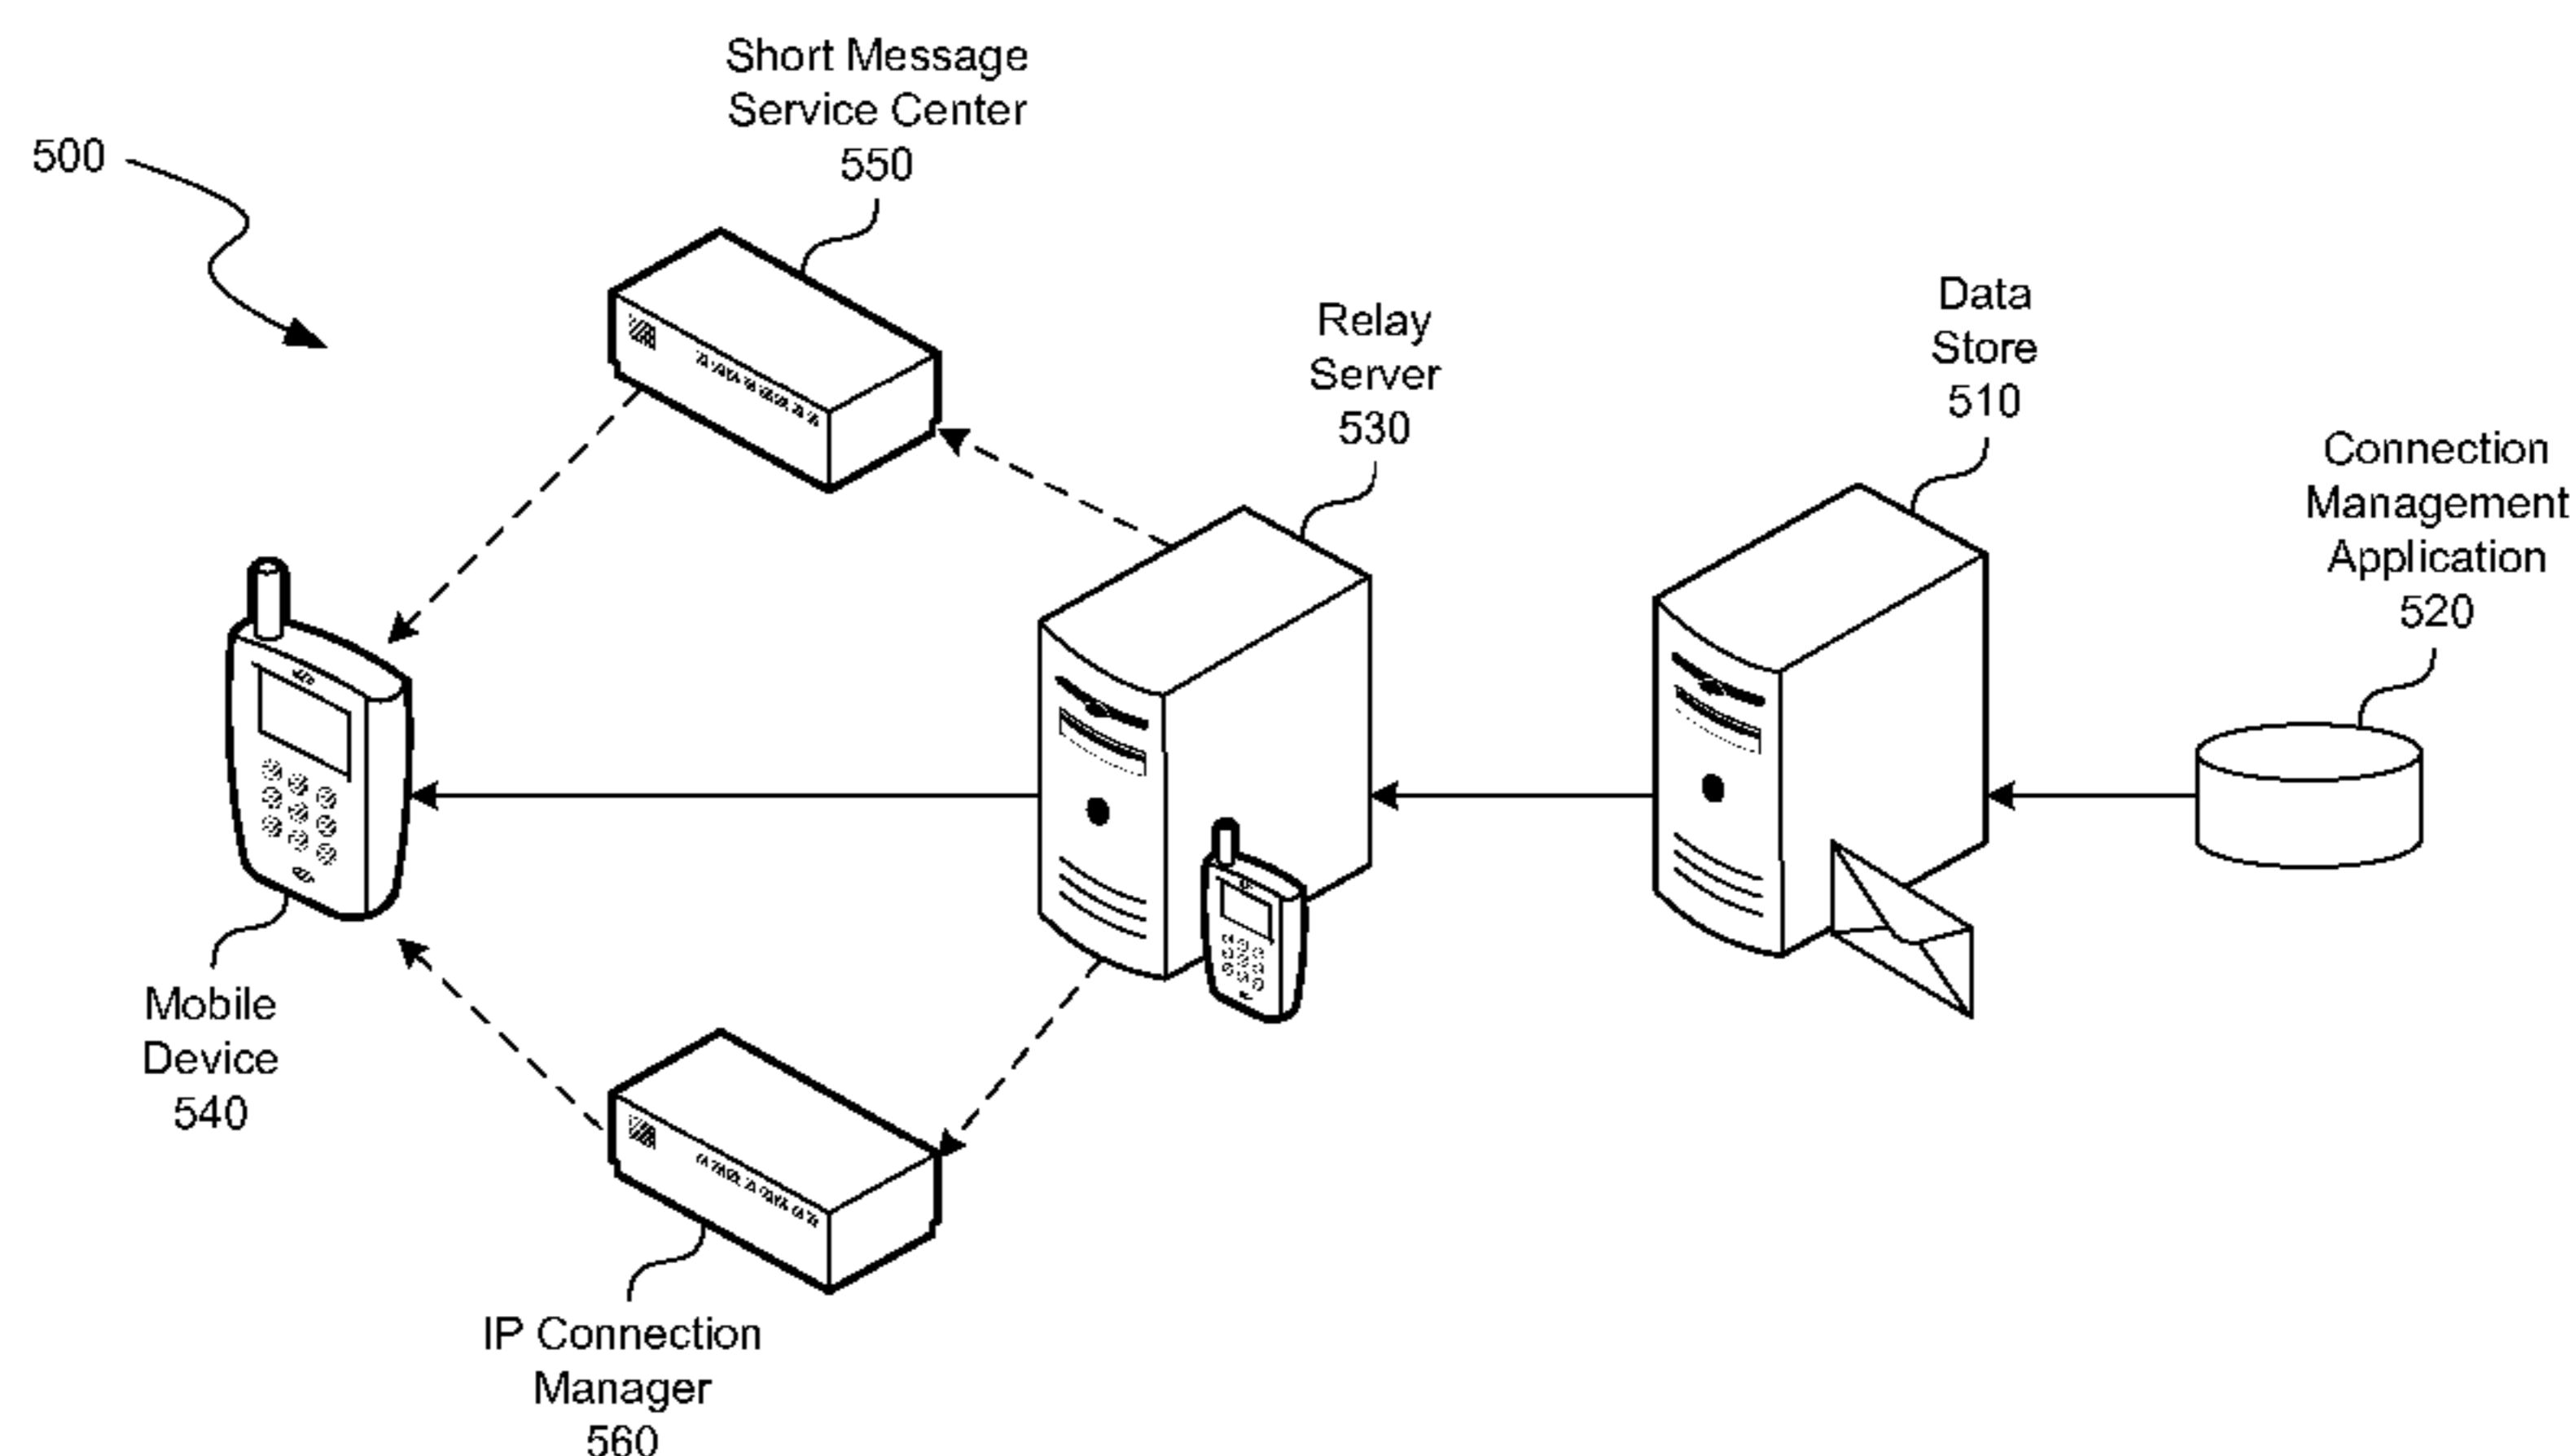 Short Message
Service Center
550
500
Relay
Server
530
Data
Store
510
Connection
Management
Application
520
Mobile
Device
540
IP Connection
Manager
560